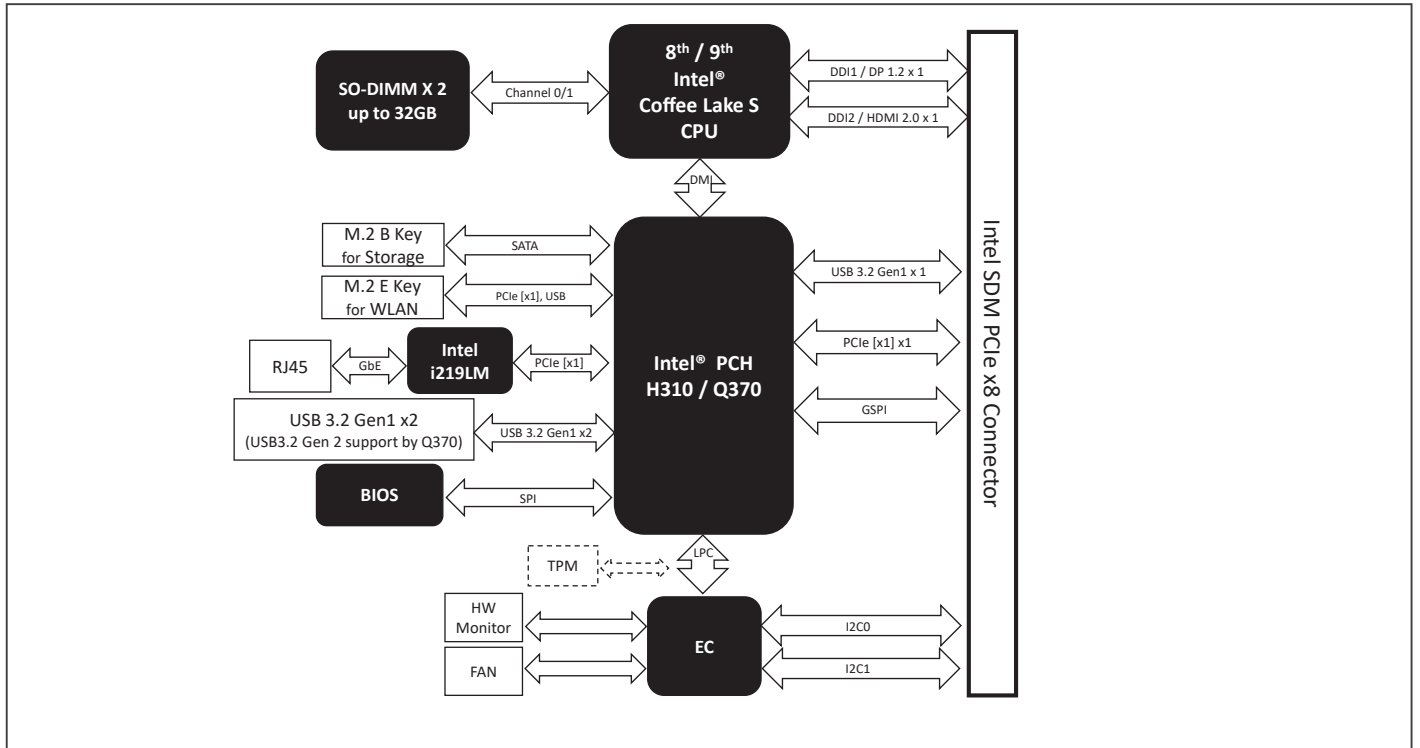 8th / 9th
Intel®
Coffee Lake S
CPU
SO-DIMM X 2
up to 32GB
Channel 0/1
DDI1 / DP 1.2 x 1
DDI2 / HDMI 2.0 x 1
DMI
M.2 B Key
for Storage
SATA
M.2 E Key
for WLAN
PCIe [x1], USB
RJ45
GbE
Intel
i219LM
PCIe [x1]
USB 3.2 Gen1 x2
(USB3.2 Gen 2 support by Q370)
USB 3.2 Gen1 x2
BIOS
SPI
Intel® PCH
H310 / Q370
USB 3.2 Gen1 x 1
PCIe [x1] x1
GSPI
Intel SDM PCIe x8 Connector
TPM
LPC
HW
Monitor
FAN
EC
I2C0
I2C1